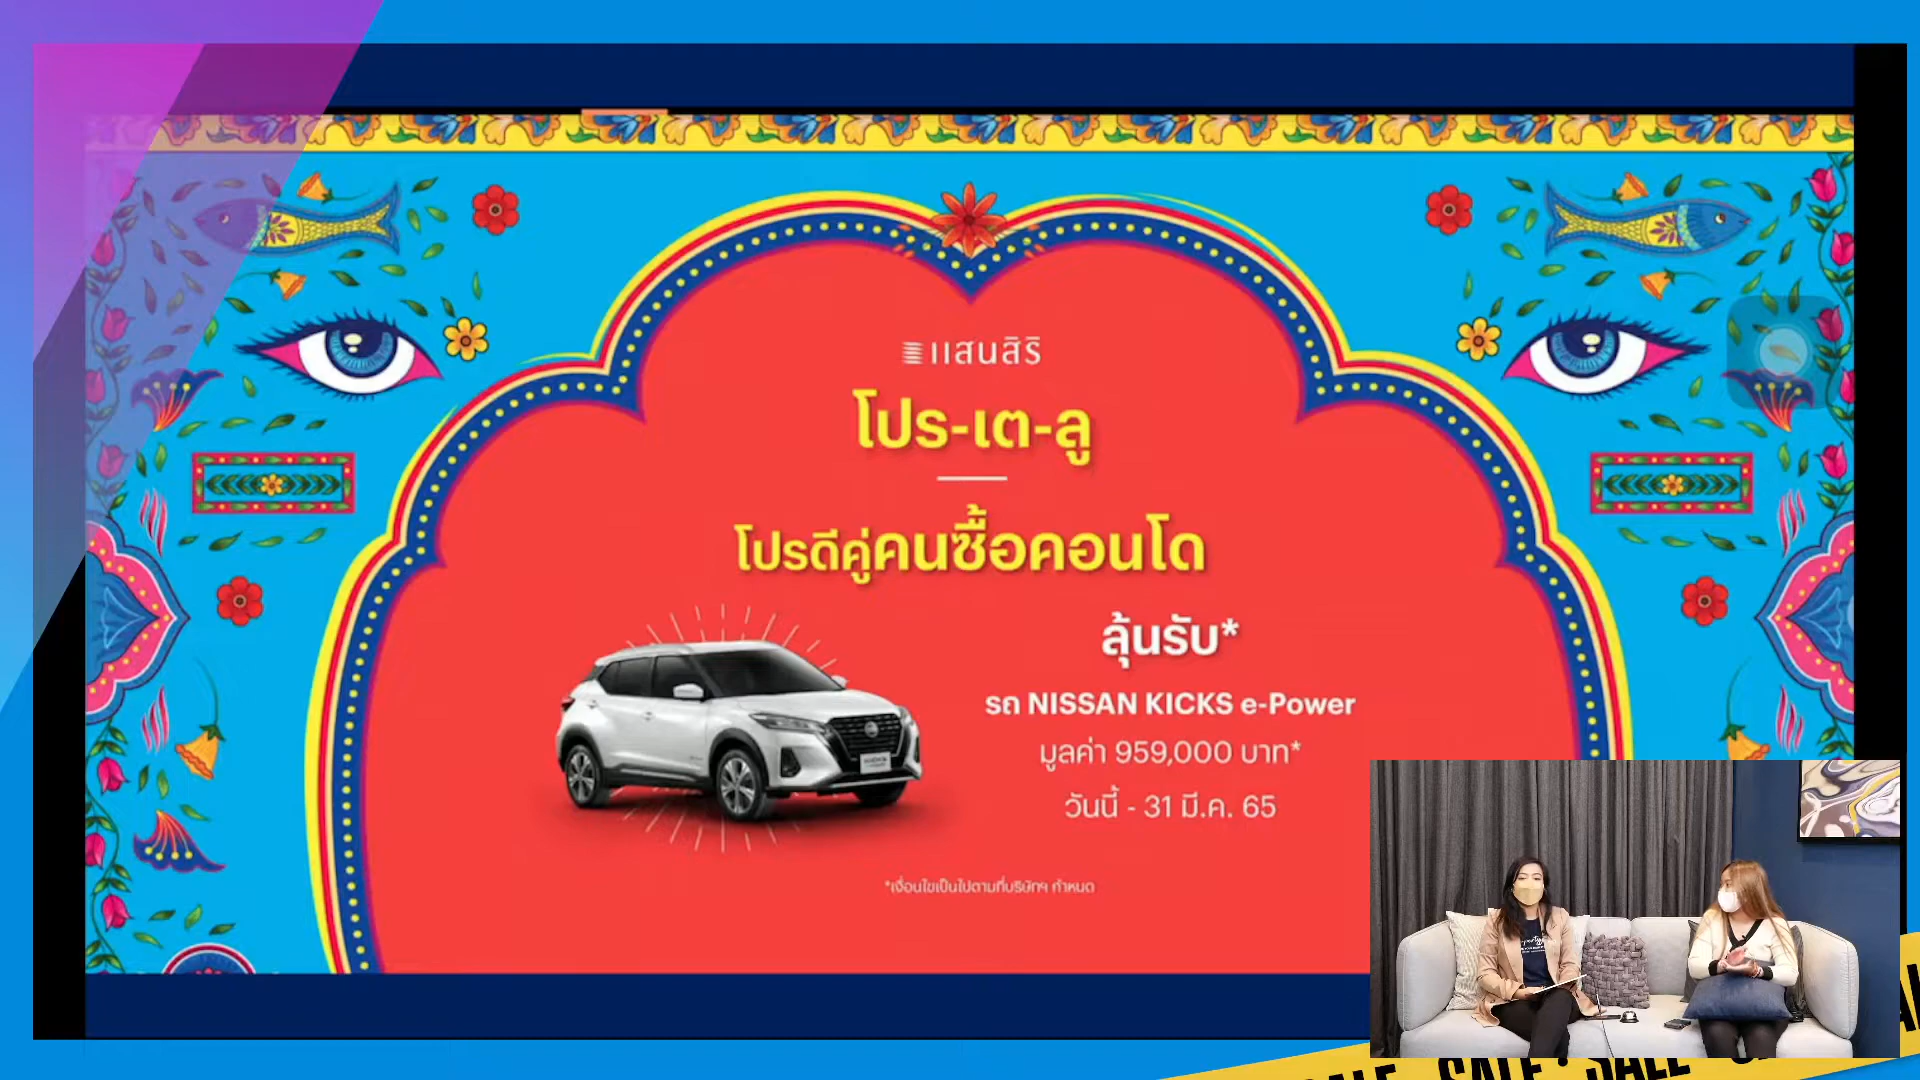 แสนสิริ
โปร-เต-ลู
โปรดีคู่คนซื้อคอนโด
ลุ้นรับ*
รถ NISSAN KICKS e-Power
มูลค่า 959,000 บาท*
วันนี้ - 31 มี.ค. 65
*เงื่อนไขเป็นไปตามที่บริษัทฯ กำหนด
SALE